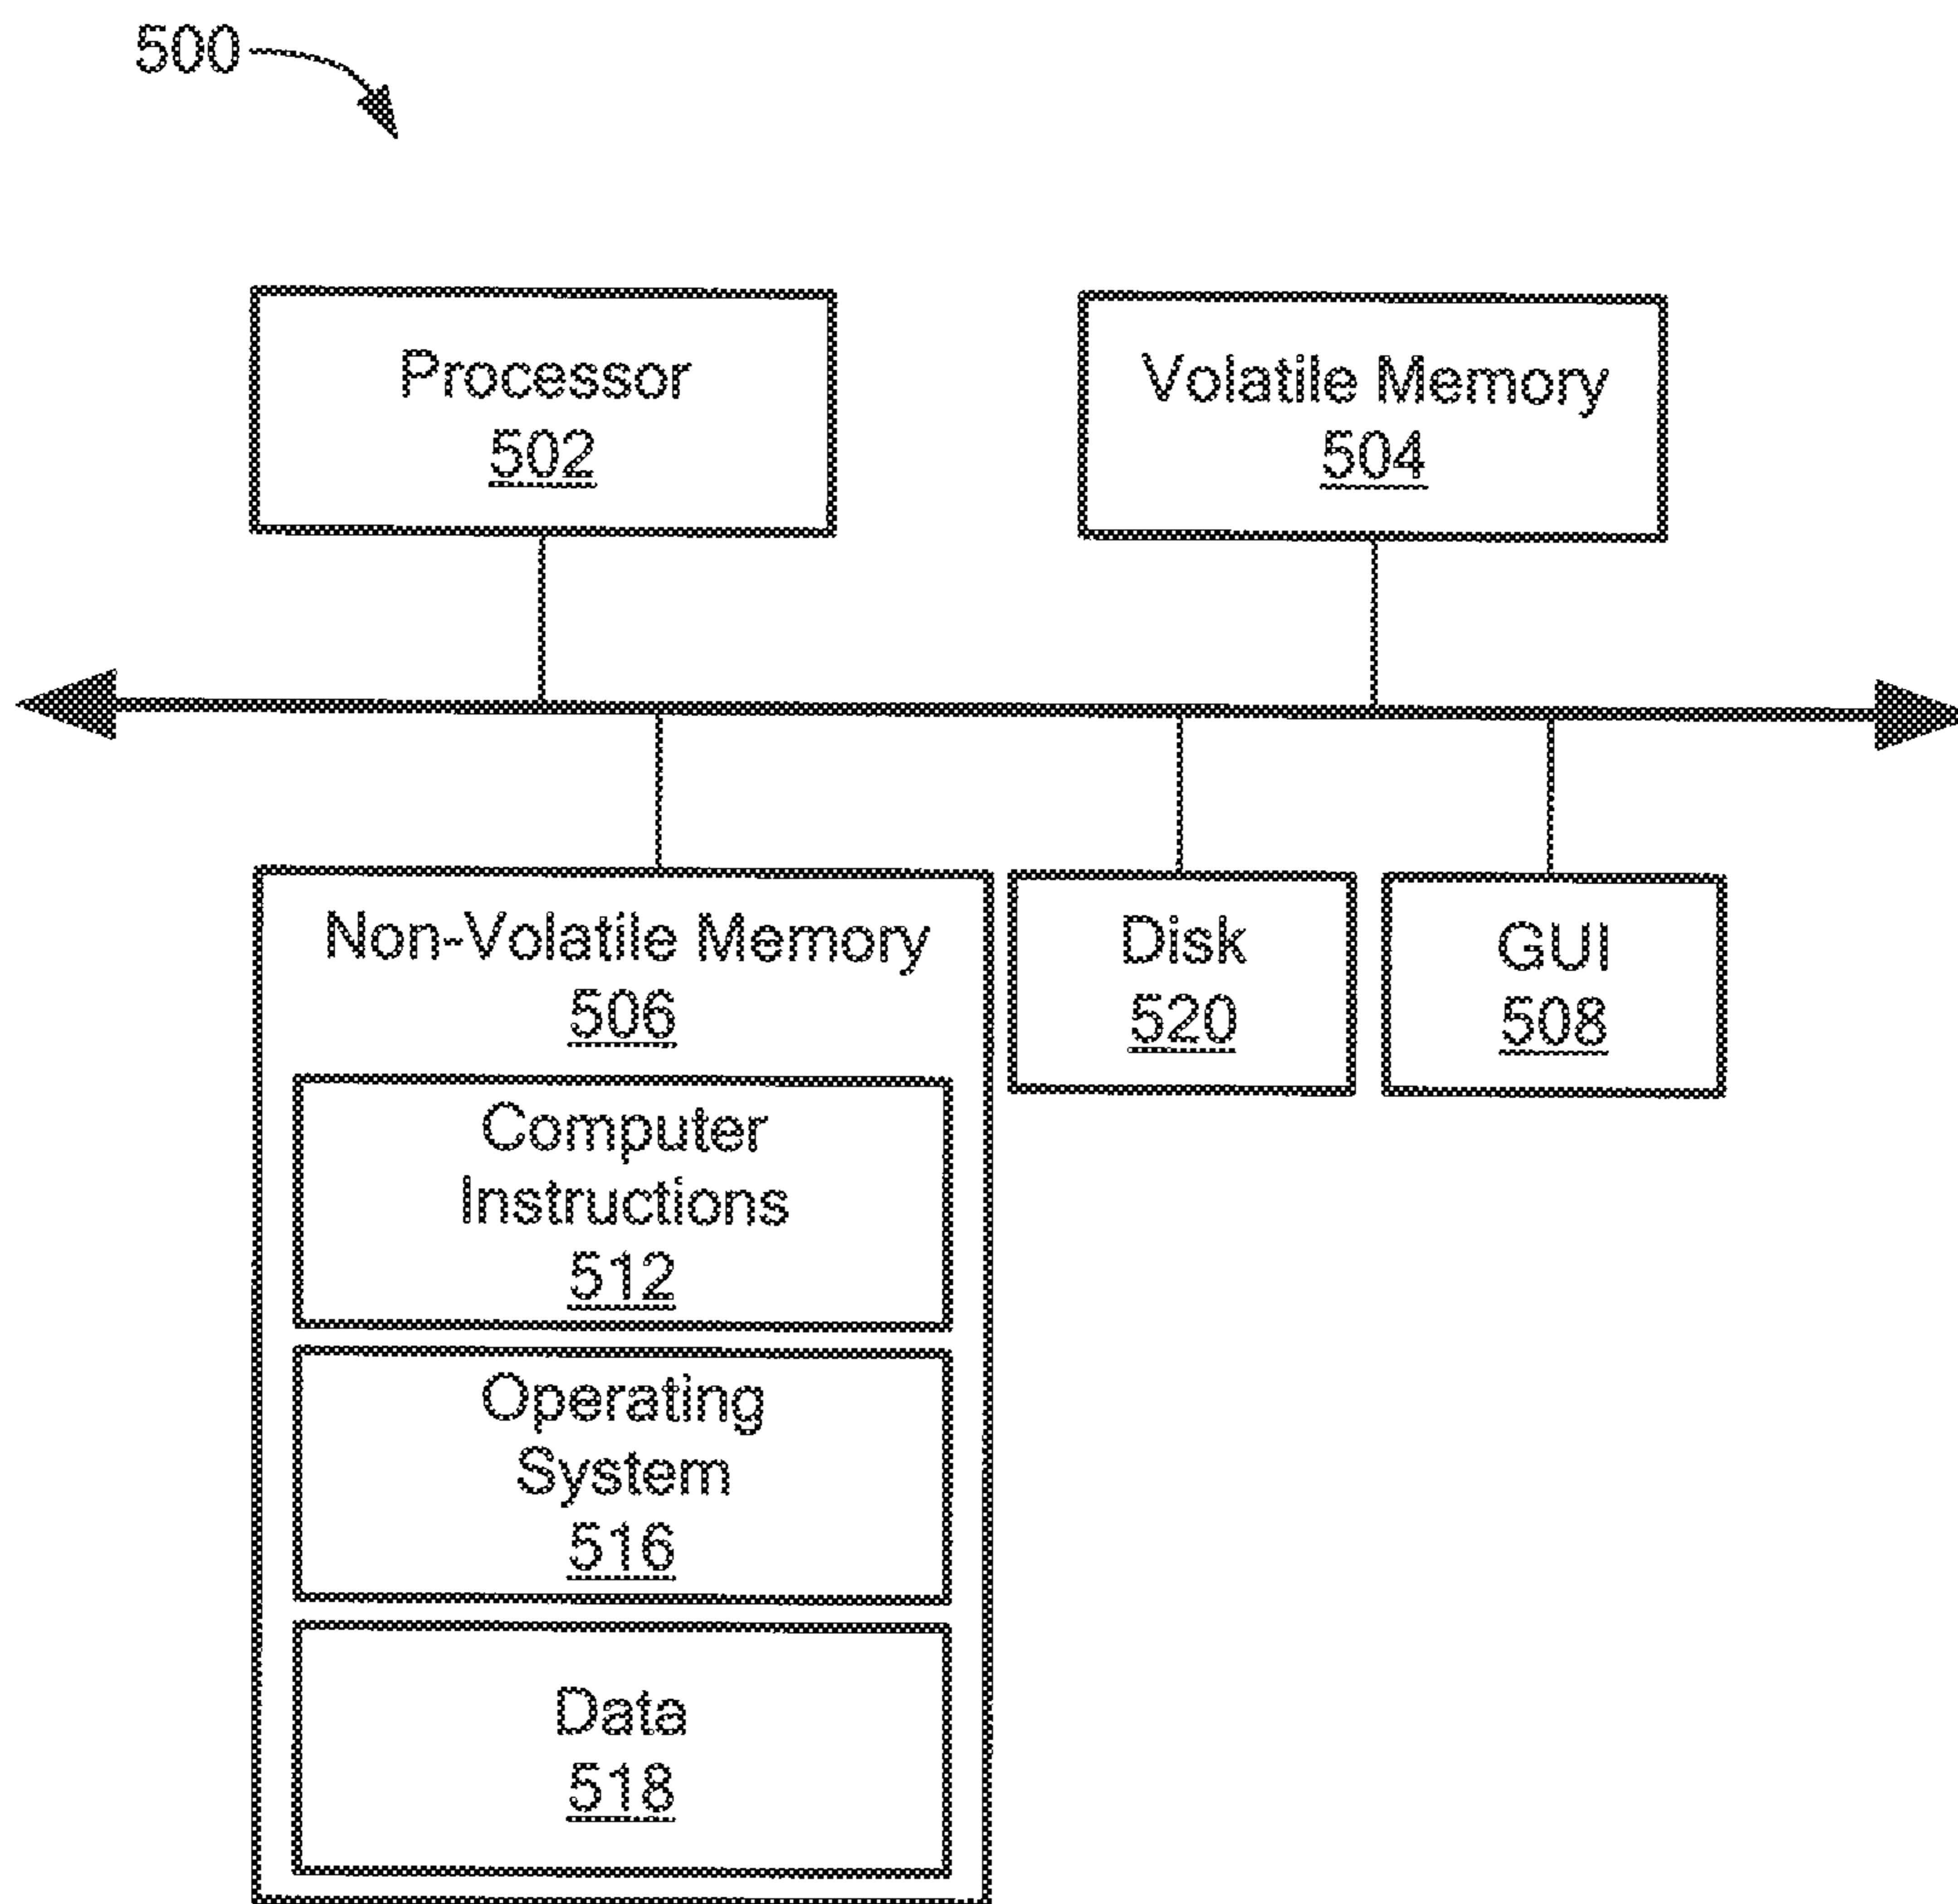 500
Processor
502
Volatile Memory
504
Non-Volatile Memory
506
Computer
Instructions
512
Operating
System
516
Data
518
Disk
520
GUI
508